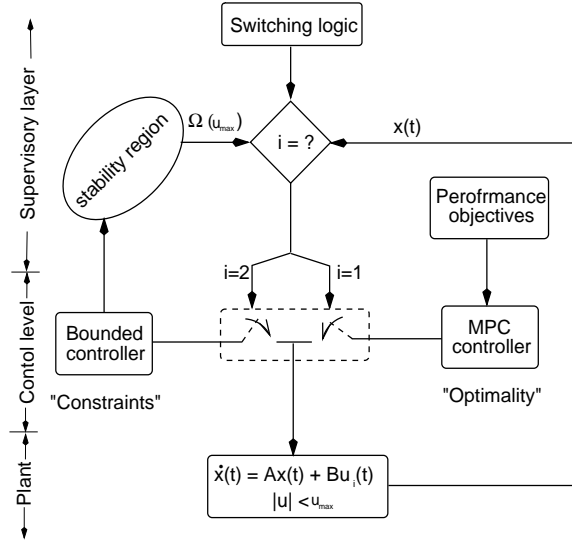 Switching logic
Supervisory layer
Ω (u_max)
x(t)
i = ?
stability region
Perofrmance
objectives
i=2
i=1
Contol level
Bounded
controller
MPC
controller
"Constraints"
"Optimality"
Plant
ẋ(t) = Ax(t) + Bu_i(t)
|u| < u_max